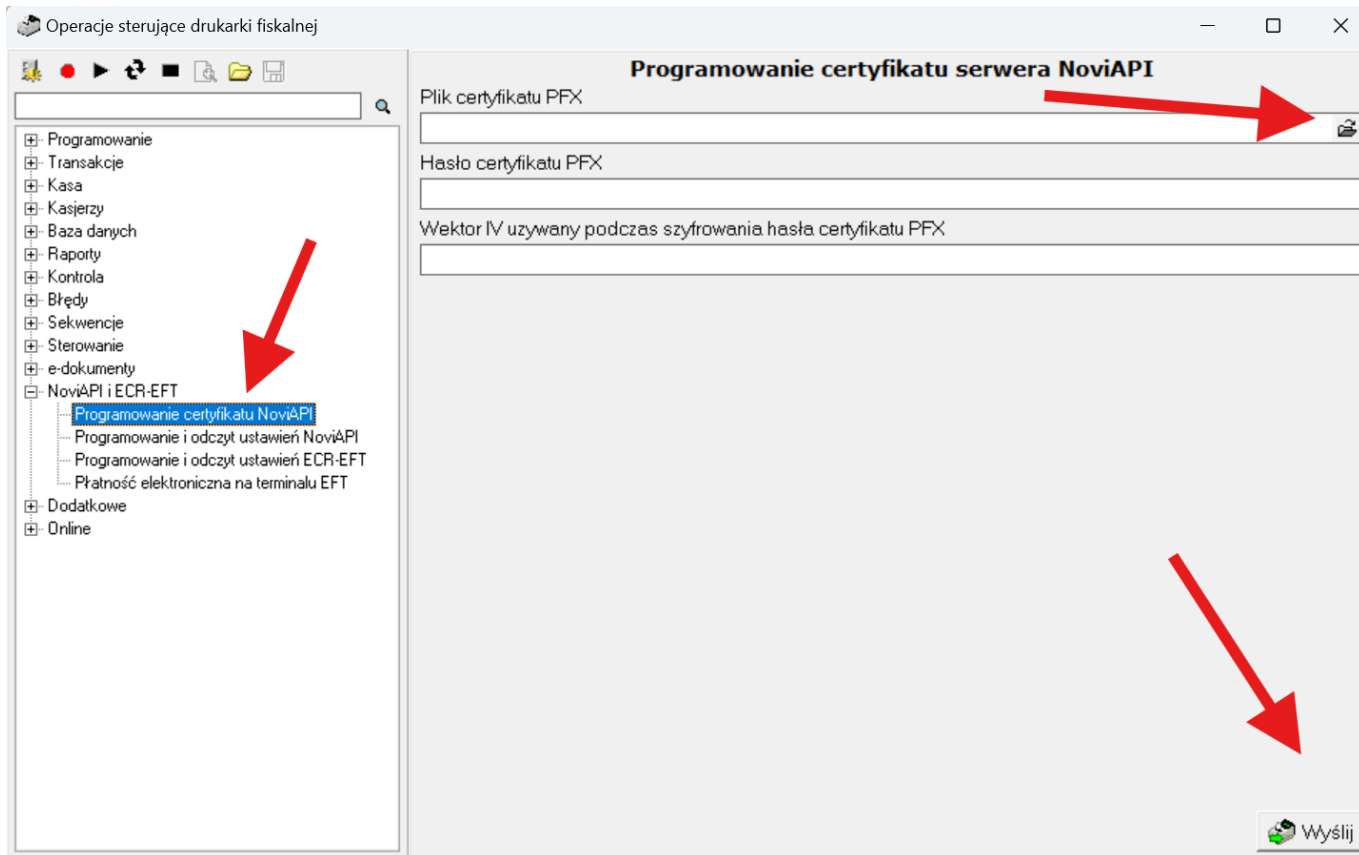 Operacje sterujące drukarki fiskalnej
Programowanie certyfikatu serwera NoviAPI
Plik certyfikatu PFX
Hasło certyfikatu PFX
Wektor IV uzywany podczas szyfrowania hasła certyfikatu PFX
Programowanie
Transakcje
Kasa
Kasjerzy
Baza danych
Raporty
Kontrola
Błędy
Sekwencje
Sterowanie
e-dokumenty
NoviAPI i ECR-EFT
Programowanie certyfikatu NoviAPI
Programowanie i odczyt ustawień NoviAPI
Programowanie i odczyt ustawień ECR-EFT
Płatność elektroniczna na terminalu EFT
Dodatkowe
Online
Wyślij